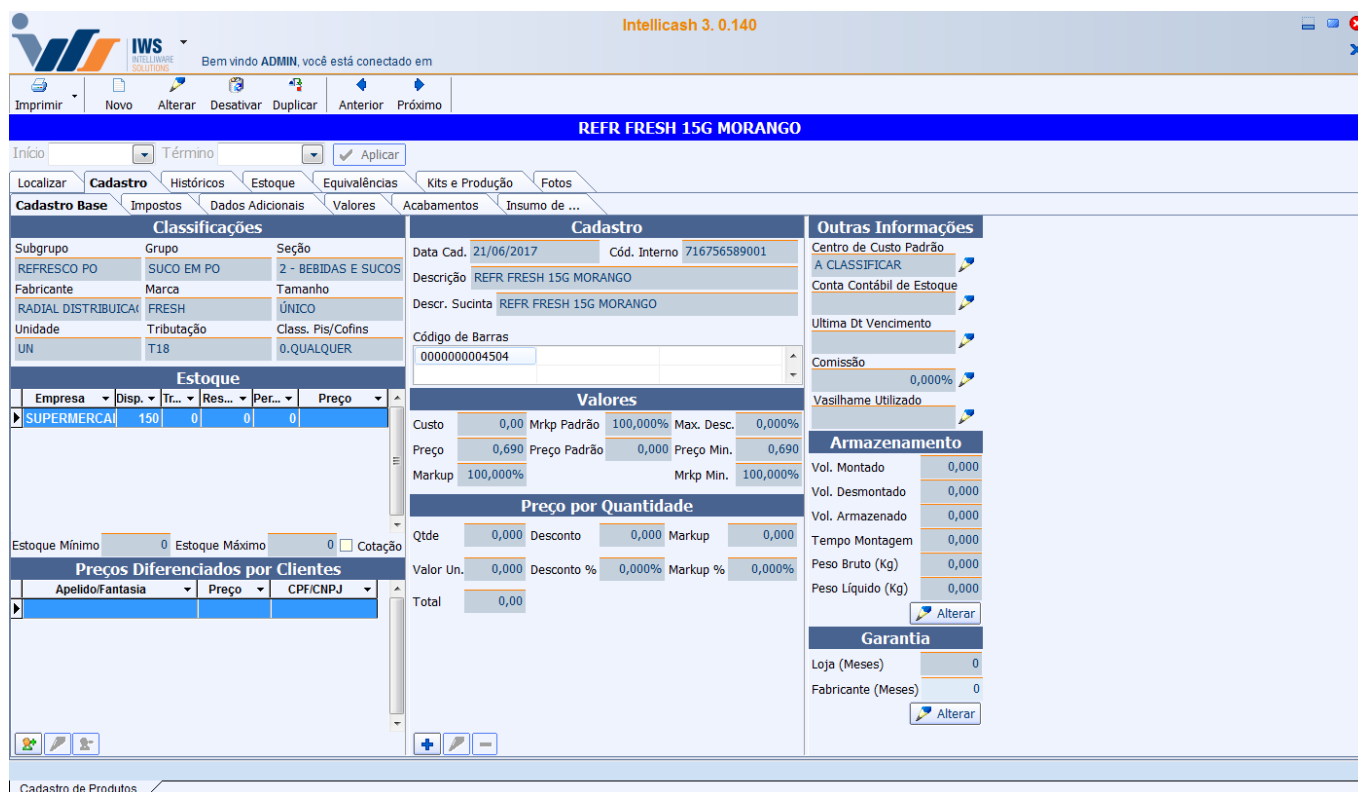 Intellicash 3. 0.140
IWS
INTELLIWARE
SOLUTIONS
Bem vindo ADMIN, você está conectado em
Imprimir Novo Alterar Desativar Duplicar Anterior Próximo
REFR FRESH 15G MORANGO
Início Término Aplicar
Localizar Cadastro Históricos Estoque Equivalências Kits e Produção Fotos
Cadastro Base Impostos Dados Adicionais Valores Acabamentos Insumo de ...
Classificações
Subgrupo Grupo Seção
REFRESCO PO SUCO EM PO 2 - BEBIDAS E SUCOS
Fabricante Marca Tamanho
RADIAL DISTRIBUICA( FRESH ÚNICO
Unidade Tributação Class. Pis/Cofins
UN T18 0.QUALQUER
Estoque
Empresa Disp. Tr... Res... Per... Preço
SUPERMERCAI 150 0 0 0
Estoque Mínimo 0 Estoque Máximo 0 Cotação
Preços Diferenciados por Clientes
Apelido/Fantasia Preço CPF/CNPJ
Cadastro
Data Cad. 21/06/2017 Cód. Interno 716756589001
Descrição REFR FRESH 15G MORANGO
Descr. Sucinta REFR FRESH 15G MORANGO
Código de Barras
0000000004504
Valores
Custo 0,00 Mrkp Padrão 100,000% Max. Desc. 0,000%
Preço 0,690 Preço Padrão 0,000 Preço Min. 0,690
Markup 100,000% Mrkp Min. 100,000%
Preço por Quantidade
Qtde 0,000 Desconto 0,000 Markup 0,000
Valor Un. 0,000 Desconto % 0,000% Markup % 0,000%
Total 0,00
Outras Informações
Centro de Custo Padrão
A CLASSIFICAR
Conta Contábil de Estoque
Ultima Dt Vencimento
Comissão
0,000%
Vasilhame Utilizado
Armazenamento
Vol. Montado 0,000
Vol. Desmontado 0,000
Vol. Armazenado 0,000
Tempo Montagem 0,000
Peso Bruto (Kg) 0,000
Peso Líquido (Kg) 0,000
Alterar
Garantia
Loja (Meses) 0
Fabricante (Meses) 0
Alterar
Cadastro de Produtos